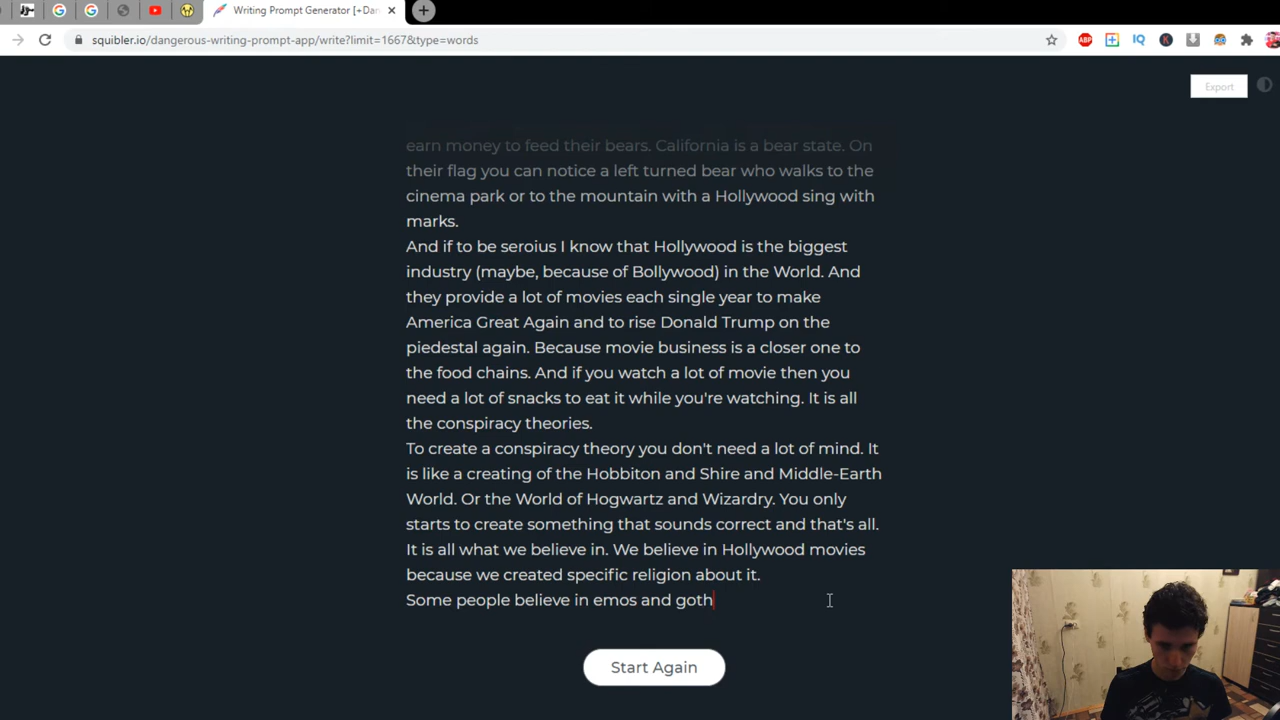 Writing Prompt Generator [+Dan
squibler.io/dangerous-writing-prompt-app/write?limit=1667&type=words
ABP
IQ
K
Export
earn money to feed their bears. California is a bear state. On
their flag you can notice a left turned bear who walks to the
cinema park or to the mountain with a Hollywood sing with
marks.
And if to be seroius I know that Hollywood is the biggest
industry (maybe, because of Bollywood) in the World. And
they provide a lot of movies each single year to make
America Great Again and to rise Donald Trump on the
piedestal again. Because movie business is a closer one to
the food chains. And if you watch a lot of movie then you
need a lot of snacks to eat it while you're watching. It is all
the conspiracy theories.
To create a conspiracy theory you don't need a lot of mind. It
is like a creating of the Hobbiton and Shire and Middle-Earth
World. Or the World of Hogwartz and Wizardry. You only
starts to create something that sounds correct and that's all.
It is all what we believe in. We believe in Hollywood movies
because we created specific religion about it.
Some people believe in emos and goth
Start Again